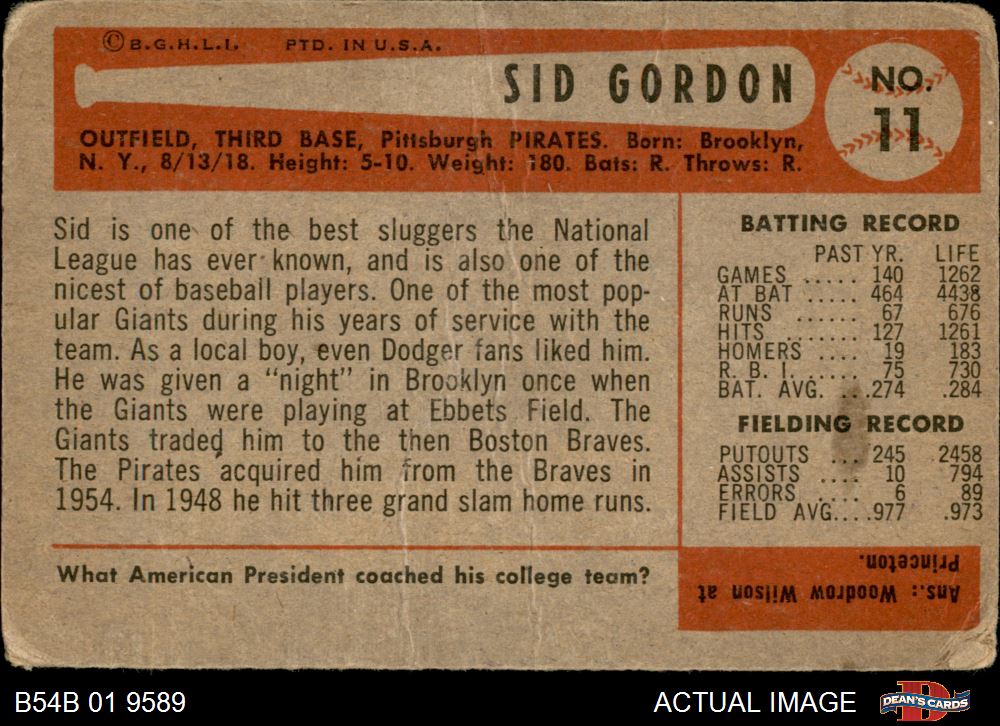 © B.G.H.L.I. PTD. IN U.S.A.
SID GORDON
NO.
11
OUTFIELD, THIRD BASE, Pittsburgh PIRATES. Born: Brooklyn,
N. Y., 8/13/18. Height: 5-10. Weight: 180. Bats: R. Throws: R.
Sid is one of the best sluggers the National
League has ever known, and is also one of the
nicest of baseball players. One of the most pop-
ular Giants during his years of service with the
team. As a local boy, even Dodger fans liked him.
He was given a "night" in Brooklyn once when
the Giants were playing at Ebbets Field. The
Giants traded him to the then Boston Braves.
The Pirates acquired him from the Braves in
1954. In 1948 he hit three grand slam home runs.
What American President coached his college team?
BATTING RECORD
PAST YR. LIFE
GAMES ..... 140 1262
AT BAT ..... 464 4438
RUNS ...... 67 676
HITS ........ 127 1261
HOMERS .... 19 183
R. B. I. ..... 75 730
BAT. AVG. ...274 .284
FIELDING RECORD
PUTOUTS ... 245 2458
ASSISTS .... 10 794
ERRORS .... 6 89
FIELD AVG....977 .973
Ans.: Woodrow Wilson at
Princeton.
B54B 01 9589
ACTUAL IMAGE
D
DEAN'S CARDS